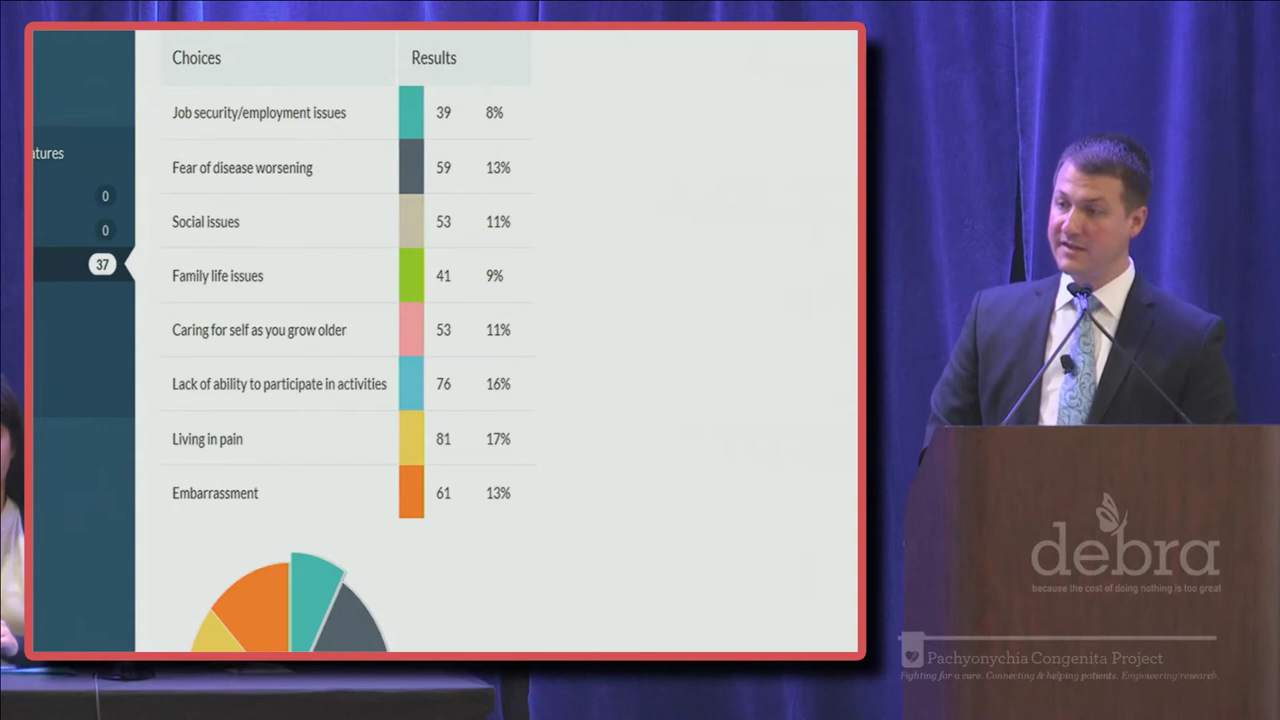 Choices Results
Job security/employment issues 39 8%
Fear of disease worsening 59 13%
Social issues 53 11%
Family life issues 41 9%
Caring for self as you grow older 53 11%
Lack of ability to participate in activities 76 16%
Living in pain 81 17%
Embarrassment 61 13%
atures
0
0
37
debra
because the cost of doing nothing is too great
Pachyonychia Congenita Project
Fighting for a cure. Connecting & helping patients. Empowering research.